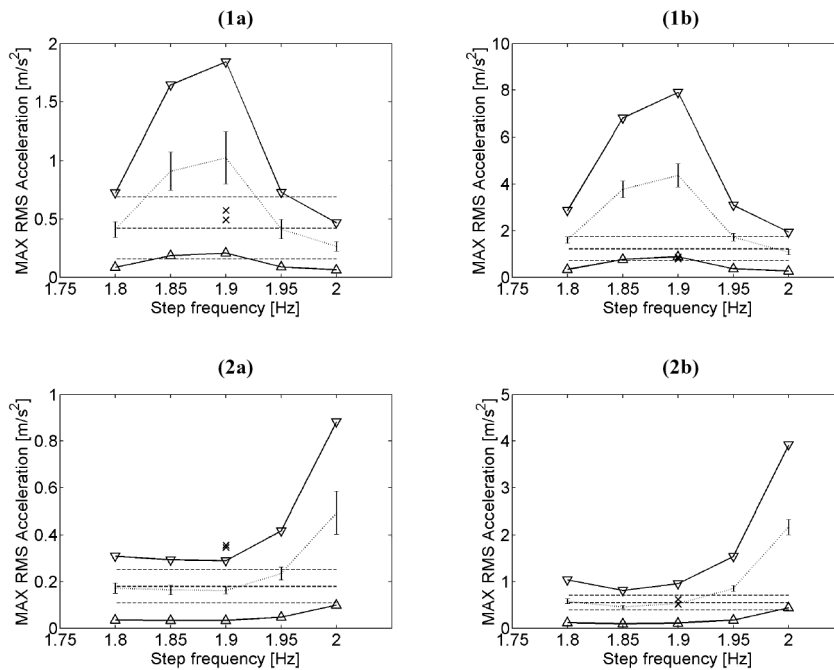 (1a)
MAX RMS Acceleration [m/s²]
2
1.5
1
0.5
0
1.75 1.8 1.85 1.9 1.95 2
Step frequency [Hz]
(1b)
MAX RMS Acceleration [m/s²]
10
8
6
4
2
0
1.75 1.8 1.85 1.9 1.95 2
Step frequency [Hz]
(2a)
MAX RMS Acceleration [m/s²]
1
0.8
0.6
0.4
0.2
0
1.75 1.8 1.85 1.9 1.95 2
Step frequency [Hz]
(2b)
MAX RMS Acceleration [m/s²]
5
4
3
2
1
0
1.75 1.8 1.85 1.9 1.95 2
Step frequency [Hz]